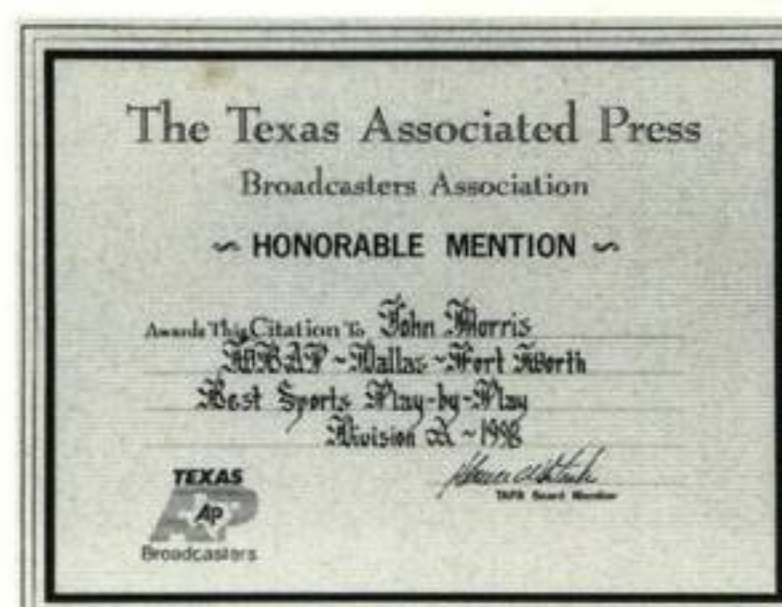 The Texas Associated Press
Broadcasters Association
~ HONORABLE MENTION ~
Awards This Citation To John Morris
WBAP ~ Dallas ~ Fort Worth
Best Sports Play-by-Play
Division A ~ 1998
TEXAS
AP
Broadcasters
TAPB Board Member